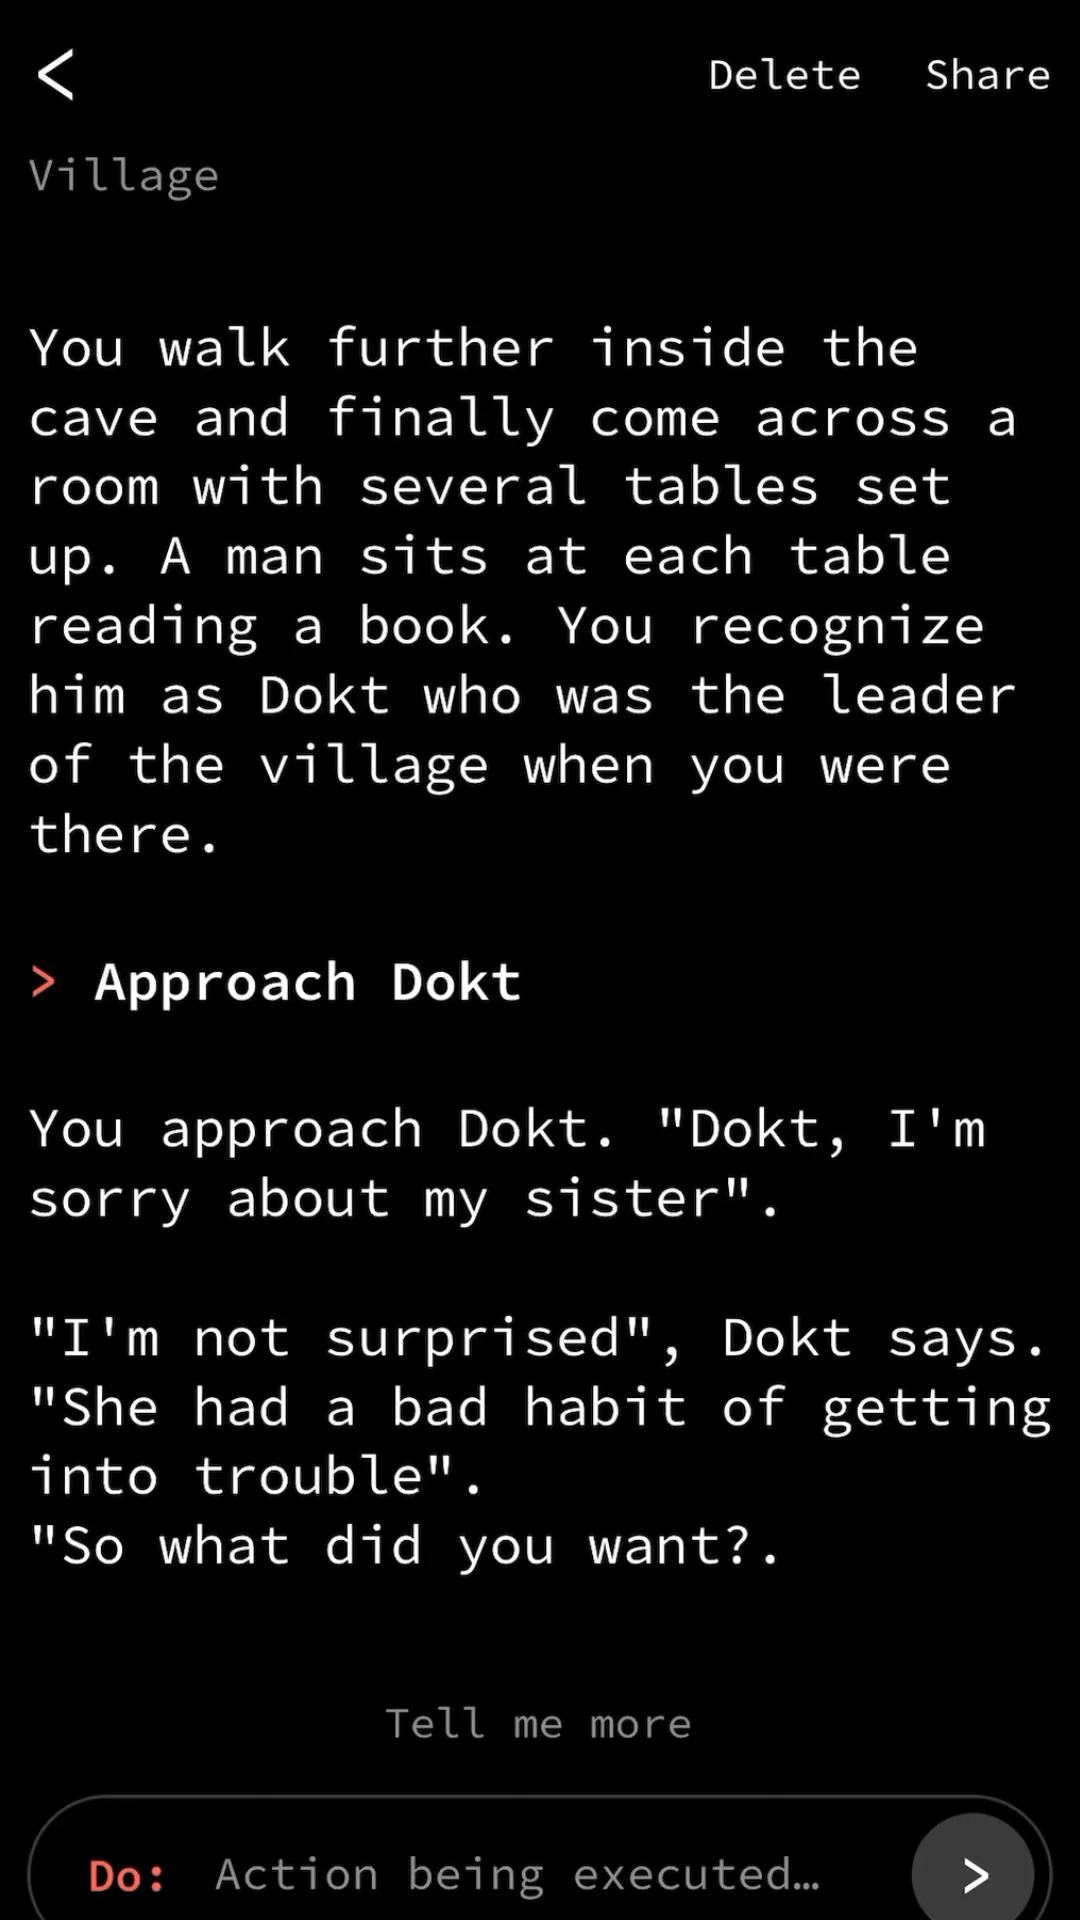 <
Delete Share
Village
You walk further inside the
cave and finally come across a
room with several tables set
up. A man sits at each table
reading a book. You recognize
him as Dokt who was the leader
of the village when you were
there.
> Approach Dokt
You approach Dokt. "Dokt, I'm
sorry about my sister".
"I'm not surprised", Dokt says.
"She had a bad habit of getting
into trouble".
"So what did you want?.
Tell me more
Do: Action being executed… >